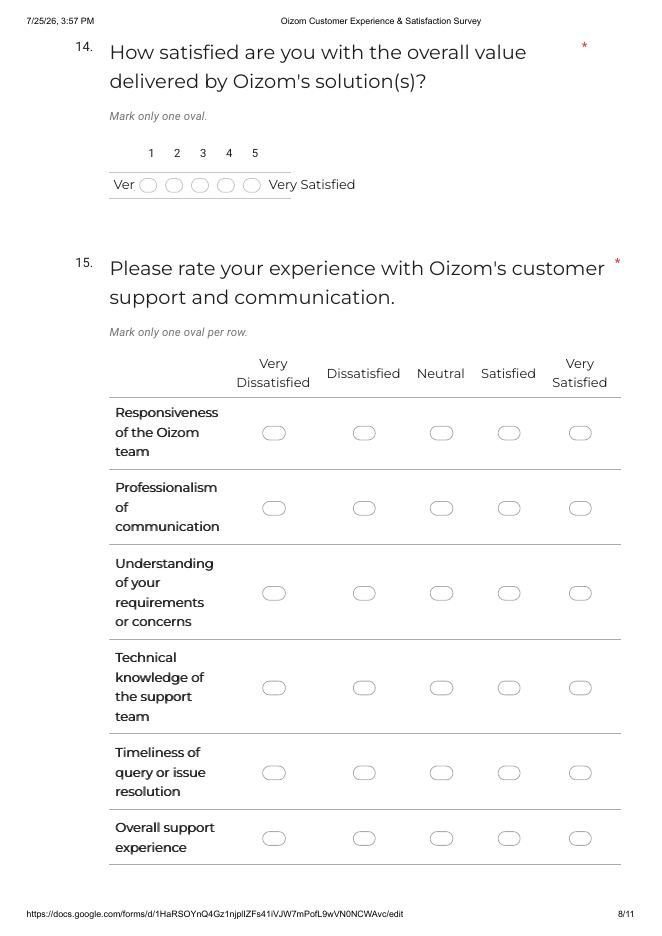 7/25/26, 3:57 PM Oizom Customer Experience & Satisfaction Survey
14. How satisfied are you with the overall value *
delivered by Oizom's solution(s)?
Mark only one oval.
1 2 3 4 5
Ver Very Satisfied
15. Please rate your experience with Oizom's customer *
support and communication.
Mark only one oval per row.
Very
Dissatisfied
Dissatisfied
Neutral
Satisfied
Very
Satisfied
Responsiveness
of the Oizom
team
Professionalism
of
communication
Understanding
of your
requirements
or concerns
Technical
knowledge of
the support
team
Timeliness of
query or issue
resolution
Overall support
experience
https://docs.google.com/forms/d/1HaRSOYnQ4Gz1njpIIZFs41iVJW7mPofL9wVN0NCWAvc/edit 8/11